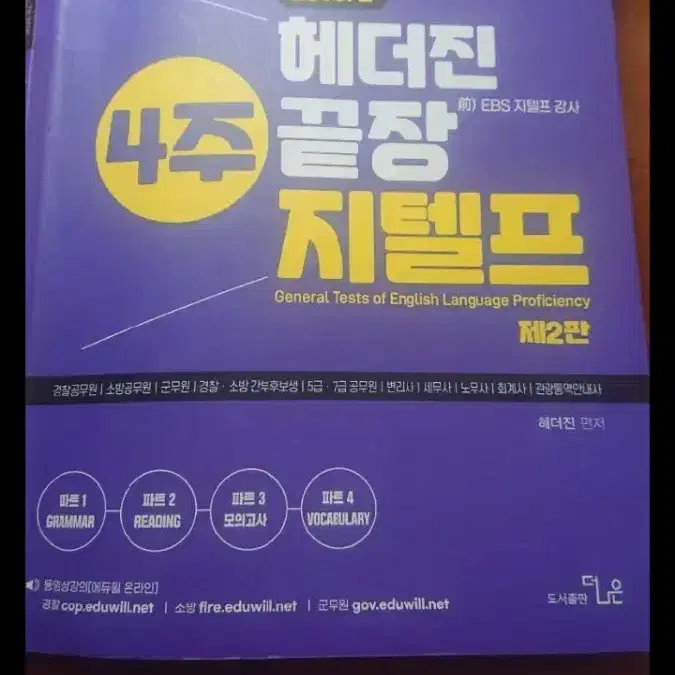 헤더진
前) EBS 지텔프 강사
4주
끝장
지텔프
General Tests of English Language Proficiency
제2판
경찰공무원 | 소방공무원 | 군무원 | 경찰 · 소방 간부후보생 | 5급 · 7급 공무원 | 변리사 | 세무사 | 노무사 | 회계사 | 관광통역안내사
헤더진 편저
파트 1
GRAMMAR
파트 2
READING
파트 3
모의고사
파트 4
VOCABULARY
동영상강의[에듀윌 온라인]
경찰 cop.eduwill.net | 소방 fire.eduwill.net | 군무원 gov.eduwill.net
도서출판 더나은